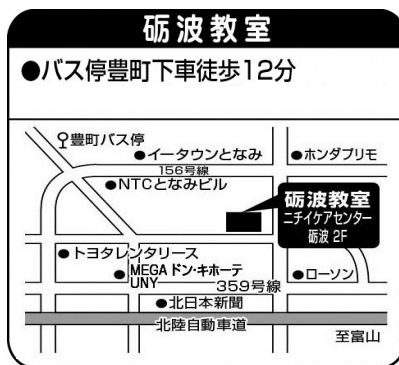 砺波教室
●バス停豊町下車徒歩12分
豊町バス停
●イータウンとなみ
●ホンダプリモ
156号線
●NTCとなみビル
砺波教室
ニチイケアセンター
砺波 2F
●トヨタレンタリース
●MEGAドン・キホーテ
UNY
359号線
●ローソン
●北日本新聞
北陸自動車道
至富山